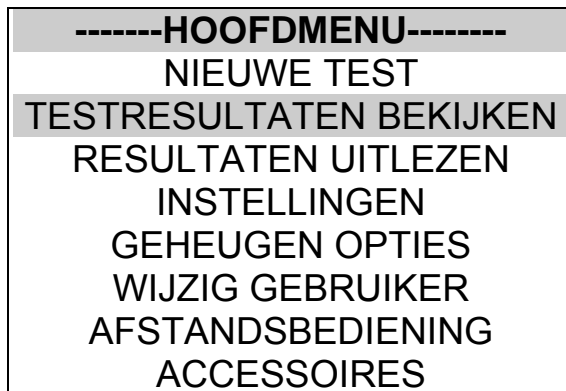 -------HOOFDMENU--------
NIEUWE TEST
TESTRESULTATEN BEKIJKEN
RESULTATEN UITLEZEN
INSTELLINGEN
GEHEUGEN OPTIES
WIJZIG GEBRUIKER
AFSTANDSBEDIENING
ACCESSOIRES